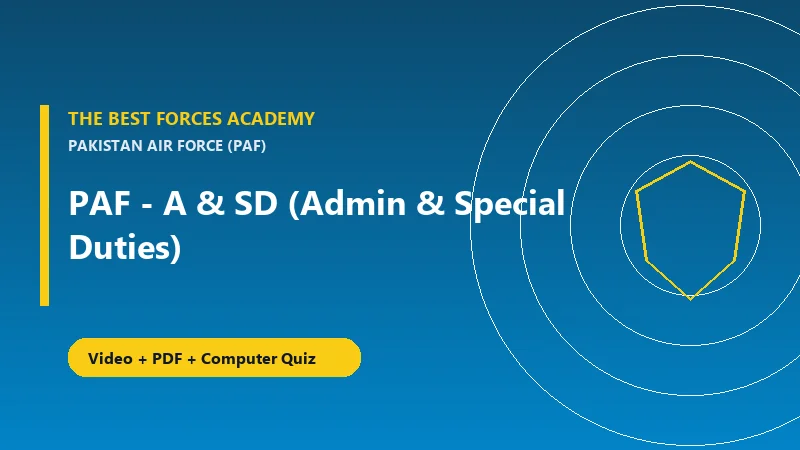 THE BEST FORCES ACADEMY
PAKISTAN AIR FORCE (PAF)
PAF - A & SD (Admin & Special
Duties)
Video + PDF + Computer Quiz